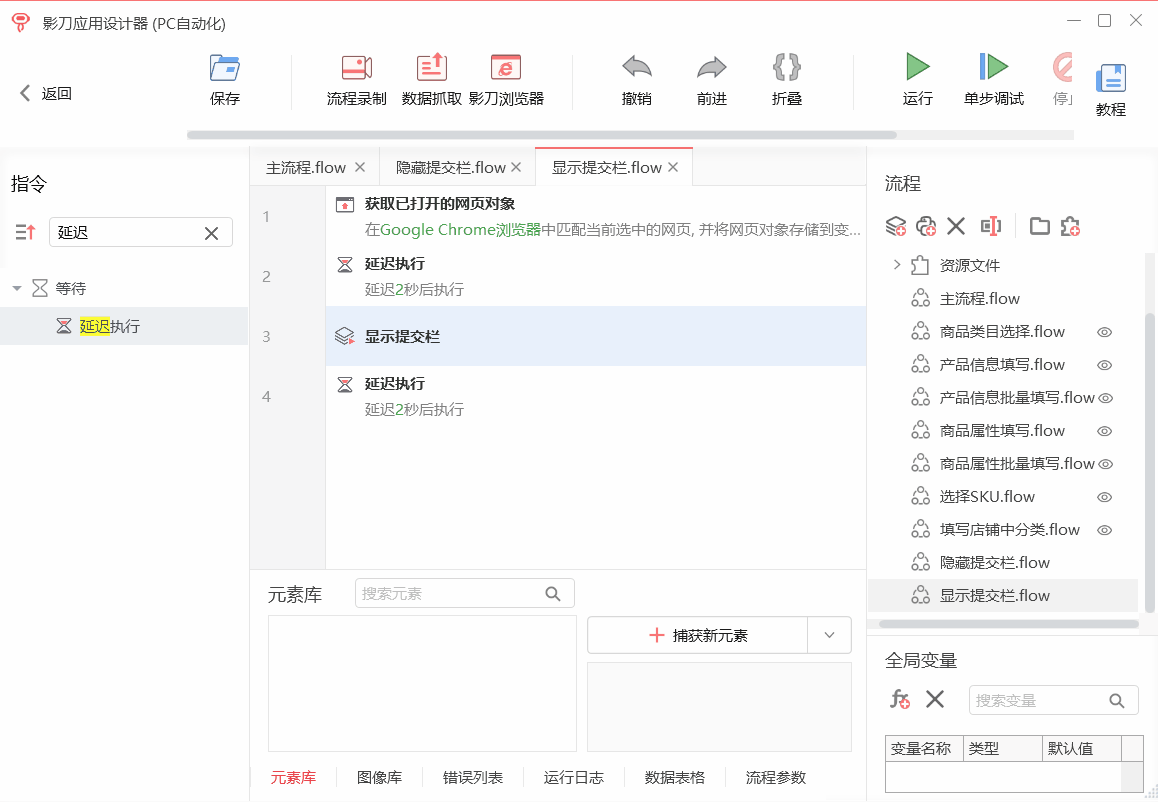 影刀应用设计器 (PC自动化)
返回
保存
流程录制
数据抓取
影刀浏览器
撤销
前进
折叠
运行
单步调试
停
教程
指令
延迟
等待
延迟执行
主流程.flow
隐藏提交栏.flow
显示提交栏.flow
1
获取已打开的网页对象
在Google Chrome浏览器中匹配当前选中的网页, 并将网页对象存储到变...
2
延迟执行
延迟2秒后执行
3
显示提交栏
4
延迟执行
延迟2秒后执行
元素库
搜索元素
捕获新元素
元素库
图像库
错误列表
运行日志
数据表格
流程参数
流程
资源文件
主流程.flow
商品类目选择.flow
产品信息填写.flow
产品信息批量填写.flow
商品属性填写.flow
商品属性批量填写.flow
选择SKU.flow
填写店铺中分类.flow
隐藏提交栏.flow
显示提交栏.flow
全局变量
搜索变量
变量名称
类型
默认值